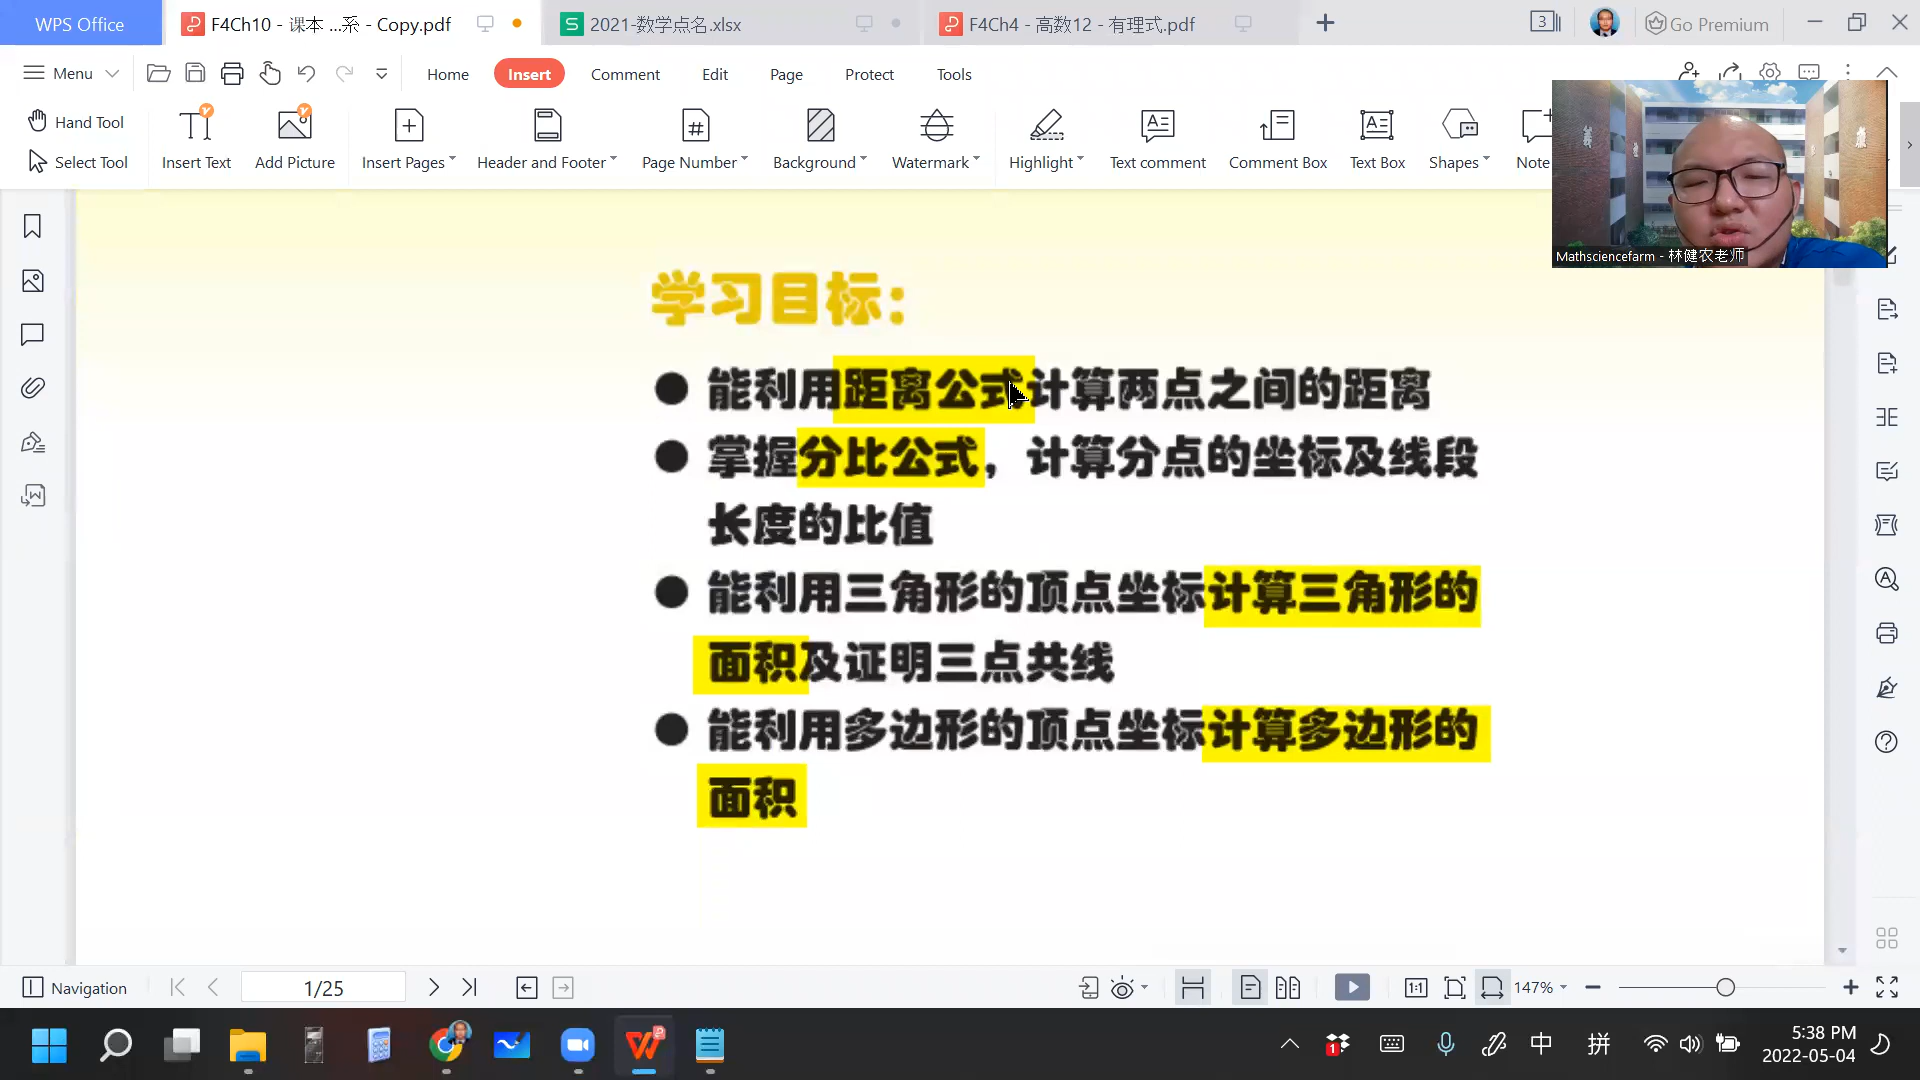 WPS Office
F4Ch10 - 课本 ...系 - Copy.pdf
2021-数学点名.xlsx
F4Ch4 - 高数12 - 有理式.pdf
3
Go Premium
Menu
Home
Insert
Comment
Edit
Page
Protect
Tools
Hand Tool
Select Tool
Insert Text
Add Picture
Insert Pages
Header and Footer
Page Number
Background
Watermark
Highlight
Text comment
Comment Box
Text Box
Shapes
Note
Mathsciencefarm - 林健农老师
学习目标：
● 能利用距离公式计算两点之间的距离
● 掌握分比公式，计算分点的坐标及线段
长度的比值
● 能利用三角形的顶点坐标计算三角形的
面积及证明三点共线
● 能利用多边形的顶点坐标计算多边形的
面积
Navigation
1/25
1:1
147%
1
中
拼
5:38 PM
2022-05-04